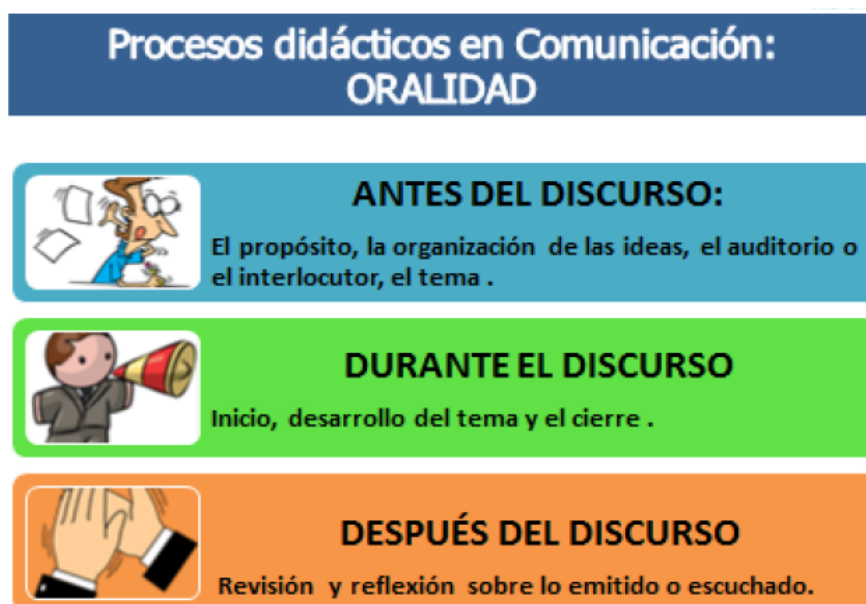 Procesos didácticos en Comunicación:
ORALIDAD
ANTES DEL DISCURSO:
El propósito, la organización de las ideas, el auditorio o
el interlocutor, el tema .
DURANTE EL DISCURSO
Inicio, desarrollo del tema y el cierre .
DESPUÉS DEL DISCURSO
Revisión y reflexión sobre lo emitido o escuchado.